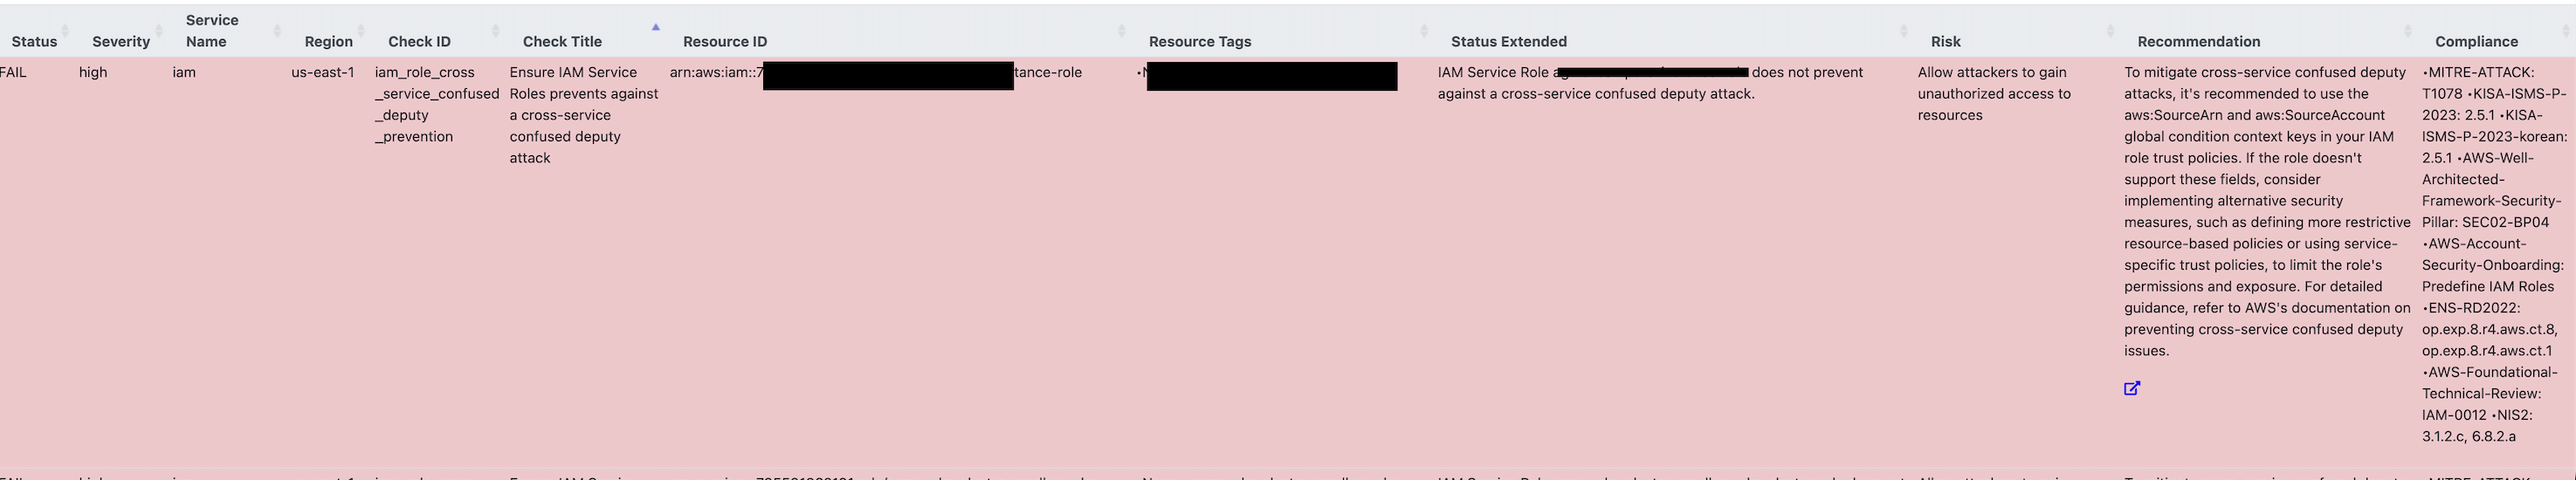 Status
Severity
Service
Name
Region
Check ID
Check Title
Resource ID
Resource Tags
Status Extended
Risk
Recommendation
Compliance
FAIL
high
iam
us-east-1
iam_role_cross
_service_confused
_deputy
_prevention
Ensure IAM Service
Roles prevents against
a cross-service
confused deputy
attack
arn:aws:iam::7
tance-role
IAM Service Role does not prevent
against a cross-service confused deputy attack.
Allow attackers to gain
unauthorized access to
resources
To mitigate cross-service confused deputy
attacks, it's recommended to use the
aws:SourceArn and aws:SourceAccount
global condition context keys in your IAM
role trust policies. If the role doesn't
support these fields, consider
implementing alternative security
measures, such as defining more restrictive
resource-based policies or using service-
specific trust policies, to limit the role's
permissions and exposure. For detailed
guidance, refer to AWS's documentation on
preventing cross-service confused deputy
issues.
•MITRE-ATTACK:
T1078 •KISA-ISMS-P-
2023: 2.5.1 •KISA-
ISMS-P-2023-korean:
2.5.1 •AWS-Well-
Architected-
Framework-Security-
Pillar: SEC02-BP04
•AWS-Account-
Security-Onboarding:
Predefine IAM Roles
•ENS-RD2022:
op.exp.8.r4.aws.ct.8,
op.exp.8.r4.aws.ct.1
•AWS-Foundational-
Technical-Review:
IAM-0012 •NIS2:
3.1.2.c, 6.8.2.a